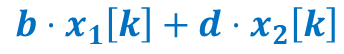 b · x₁[k] + d · x₂[k]